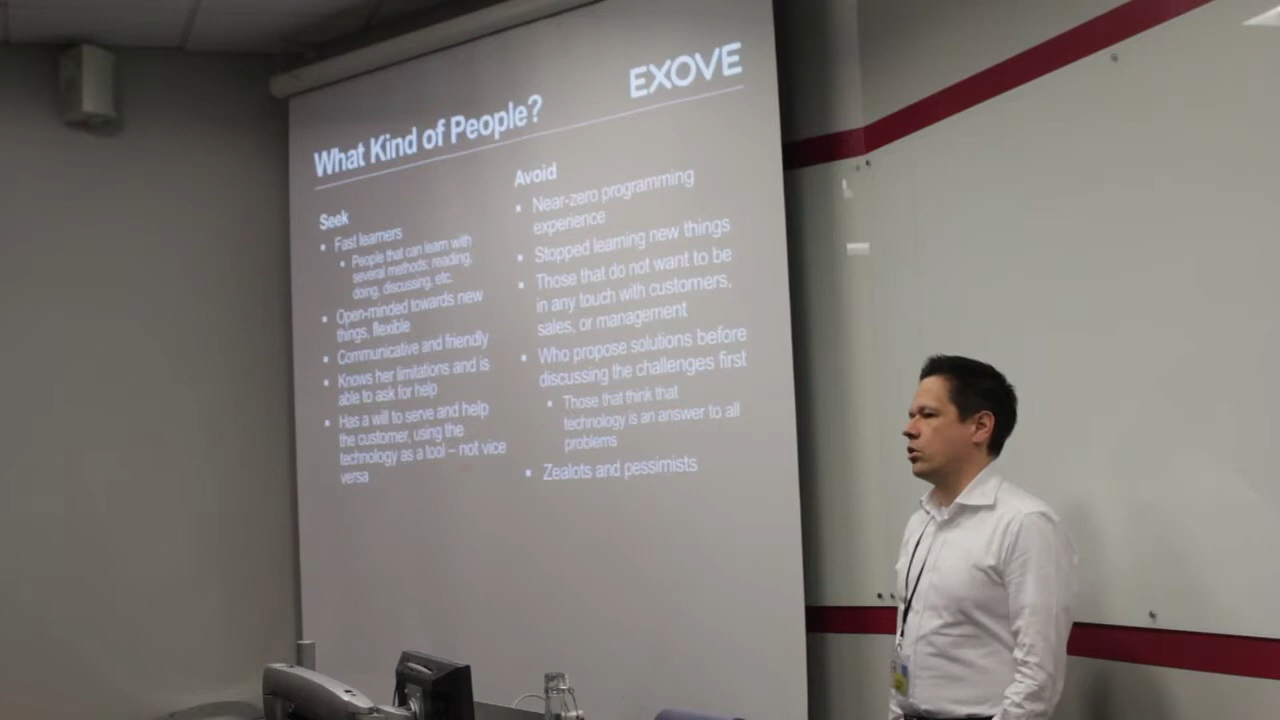 EXOVE
What Kind of People?
Seek
▪ Fast learners
▪ People that can learn with
several methods; reading,
doing, discussing, etc.
▪ Open-minded towards new
things, flexible
▪ Communicative and friendly
▪ Knows her limitations and is
able to ask for help
▪ Has a will to serve and help
the customer, using the
technology as a tool – not vice
versa
Avoid
▪ Near-zero programming
experience
▪ Stopped learning new things
▪ Those that do not want to be
in any touch with customers,
sales, or management
▪ Who propose solutions before
discussing the challenges first
▪ Those that think that
technology is an answer to all
problems
▪ Zealots and pessimists